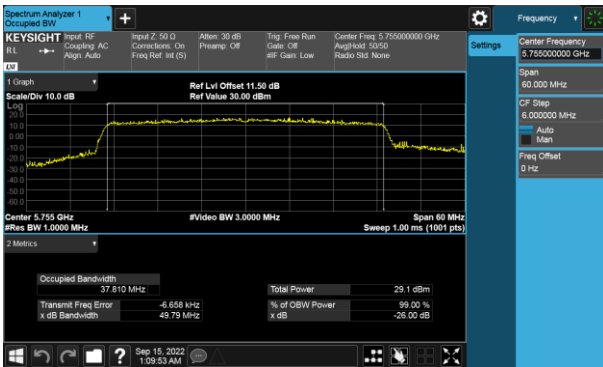 Spectrum Analyzer 1
Occupied BW
Frequency
KEYSIGHT
RL
LXI
Input: RF
Coupling: AC
Align: Auto
Input Z: 50 Ω
Corrections: On
Freq Ref: Int (S)
Atten: 30 dB
Preamp: Off
Trig: Free Run
Gate: Off
#IF Gain: Low
Center Freq: 5.755000000 GHz
Avg|Hold: 50/50
Radio Std: None
Settings
Center Frequency
5.755000000 GHz
Span
60.000 MHz
CF Step
6.000000 MHz
Auto
Man
Freq Offset
0 Hz
1 Graph
Scale/Div 10.0 dB
Ref Lvl Offset 11.50 dB
Ref Value 30.00 dBm
Log
20.0
10.0
0.00
-10.0
-20.0
-30.0
-40.0
-50.0
-60.0
Center 5.755 GHz
#Video BW 3.0000 MHz
Span 60 MHz
#Res BW 1.0000 MHz
Sweep 1.00 ms (1001 pts)
2 Metrics
Occupied Bandwidth
37.810 MHz
Total Power
29.1 dBm
Transmit Freq Error
-6.658 kHz
% of OBW Power
99.00 %
x dB Bandwidth
49.79 MHz
x dB
-26.00 dB
Sep 15, 2022
1:09:53 AM